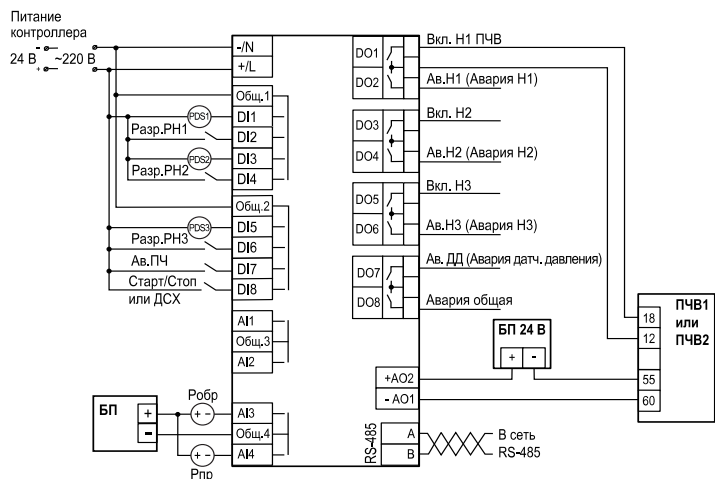 Питание
контроллера
- 24 В +
~220 В
-/N
+/L
Общ.1
PDS1
DI1
Разр.РН1
DI2
PDS2
DI3
Разр.РН2
DI4
Общ.2
PDS3
DI5
Разр.РН3
DI6
Ав.ПЧ
DI7
Старт/Стоп
или ДСХ
DI8
AI1
Общ.3
AI2
БП
+
-
Pобр
+ -
AI3
Общ.4
+ -
AI4
Pпр
DO1
Вкл. Н1 ПЧВ
DO2
Ав.Н1 (Авария Н1)
DO3
Вкл. Н2
DO4
Ав.Н2 (Авария Н2)
DO5
Вкл. Н3
DO6
Ав.Н3 (Авария Н3)
DO7
Ав. ДД (Авария датч. давления)
DO8
Авария общая
БП 24 В
+ -
+AO2
- AO1
RS-485
A
B
В сеть
RS-485
ПЧВ1
или
ПЧВ2
18
12
55
60